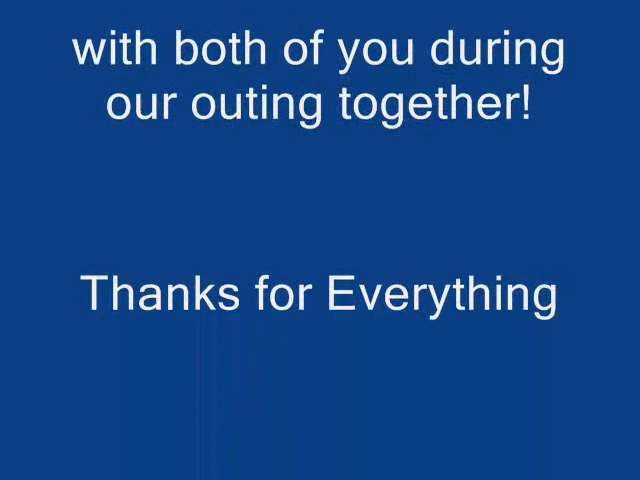 with both of you during
our outing together!
Thanks for Everything